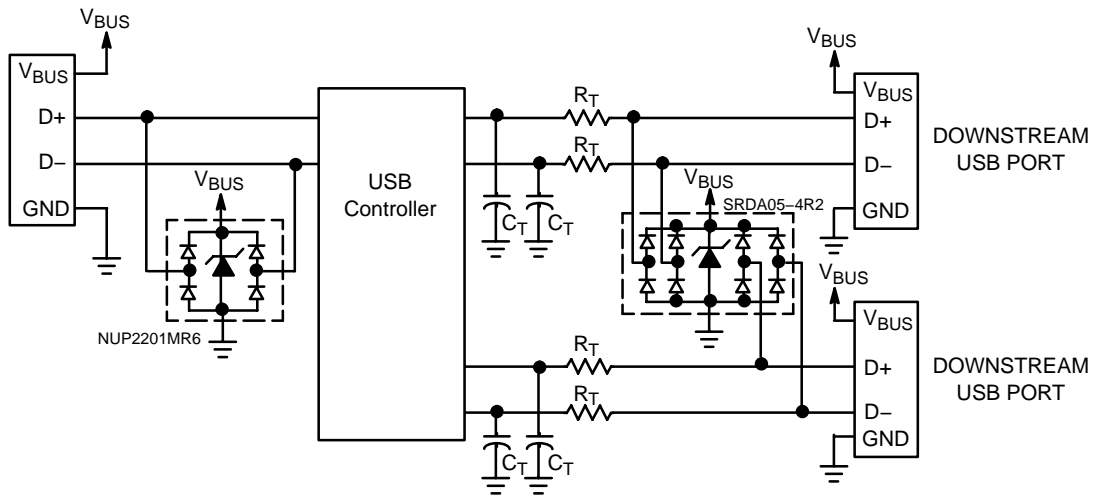 VBUS
VBUS
D+
D−
GND
VBUS
NUP2201MR6
USB
Controller
RT
RT
CT
CT
VBUS
SRDA05−4R2
VBUS
VBUS
D+
D−
GND
DOWNSTREAM
USB PORT
RT
RT
CT
CT
VBUS
VBUS
D+
D−
GND
DOWNSTREAM
USB PORT